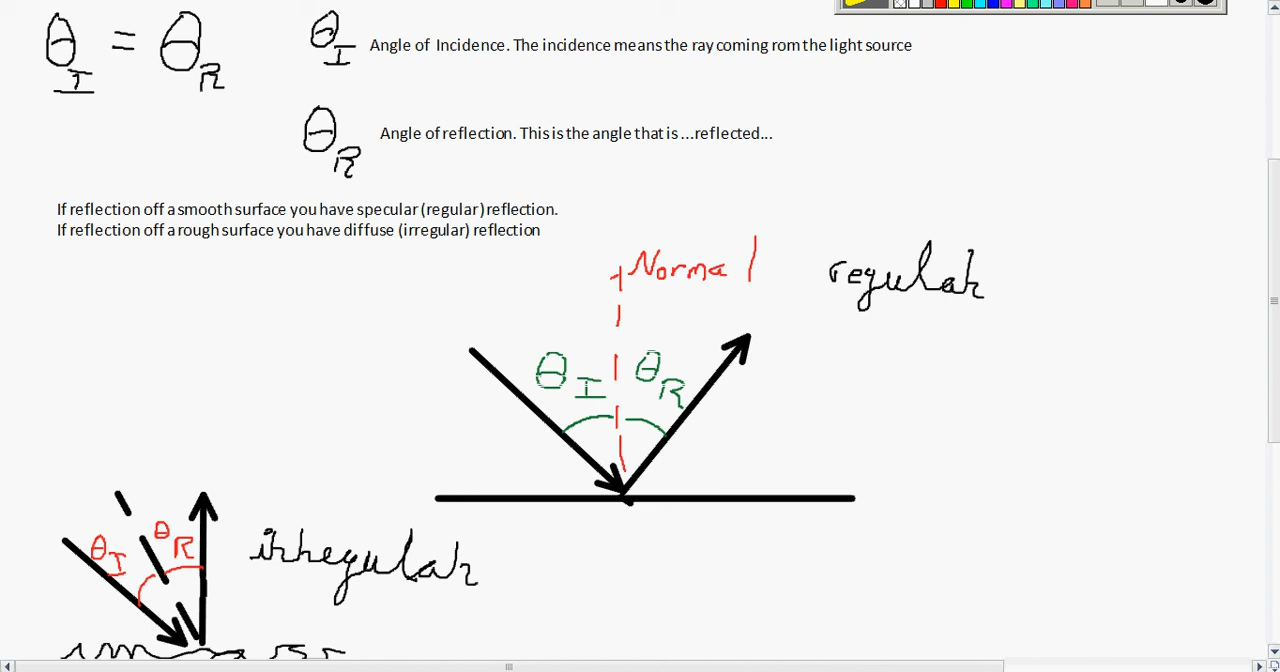 θI = θR
θI Angle of Incidence. The incidence means the ray coming rom the light source
θR Angle of reflection. This is the angle that is ...reflected...
If reflection off a smooth surface you have specular (regular) reflection.
If reflection off a rough surface you have diffuse (irregular) reflection
Normal
regular
θI θR
θI θR
irregular